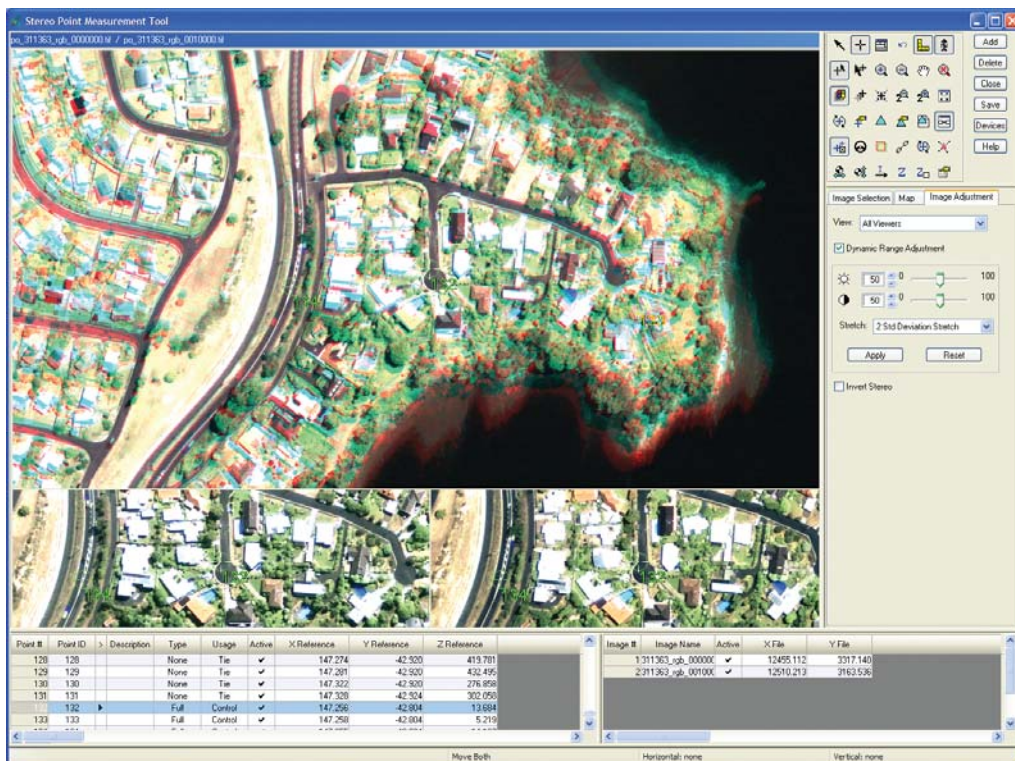 Stereo Point Measurement Tool
po_311363_rgb_0000000.til / po_311363_rgb_0010000.til
Add
Delete
Close
Save
Devices
Help
Image Selection Map Image Adjustment
View: All Viewers
Dynamic Range Adjustment
50 0 100
50 0 100
Stretch: 2 Std Deviation Stretch
Apply Reset
Invert Stereo
Point # Point ID > Description Type Usage Active X Reference Y Reference Z Reference
128 128 None Tie 147.274 -42.920 419.781
129 129 None Tie 147.281 -42.920 432.495
130 130 None Tie 147.322 -42.920 276.858
131 131 None Tie 147.328 -42.924 302.058
132 Full Control 147.256 -42.804 13.684
133 133 Full Control 147.258 -42.804 5.219
Image # Image Name Active X File Y File
1 311363_rgb_000000 12455.112 3317.140
2 311363_rgb_001000 12510.213 3163.536
Move Both Horizontal: none Vertical: none